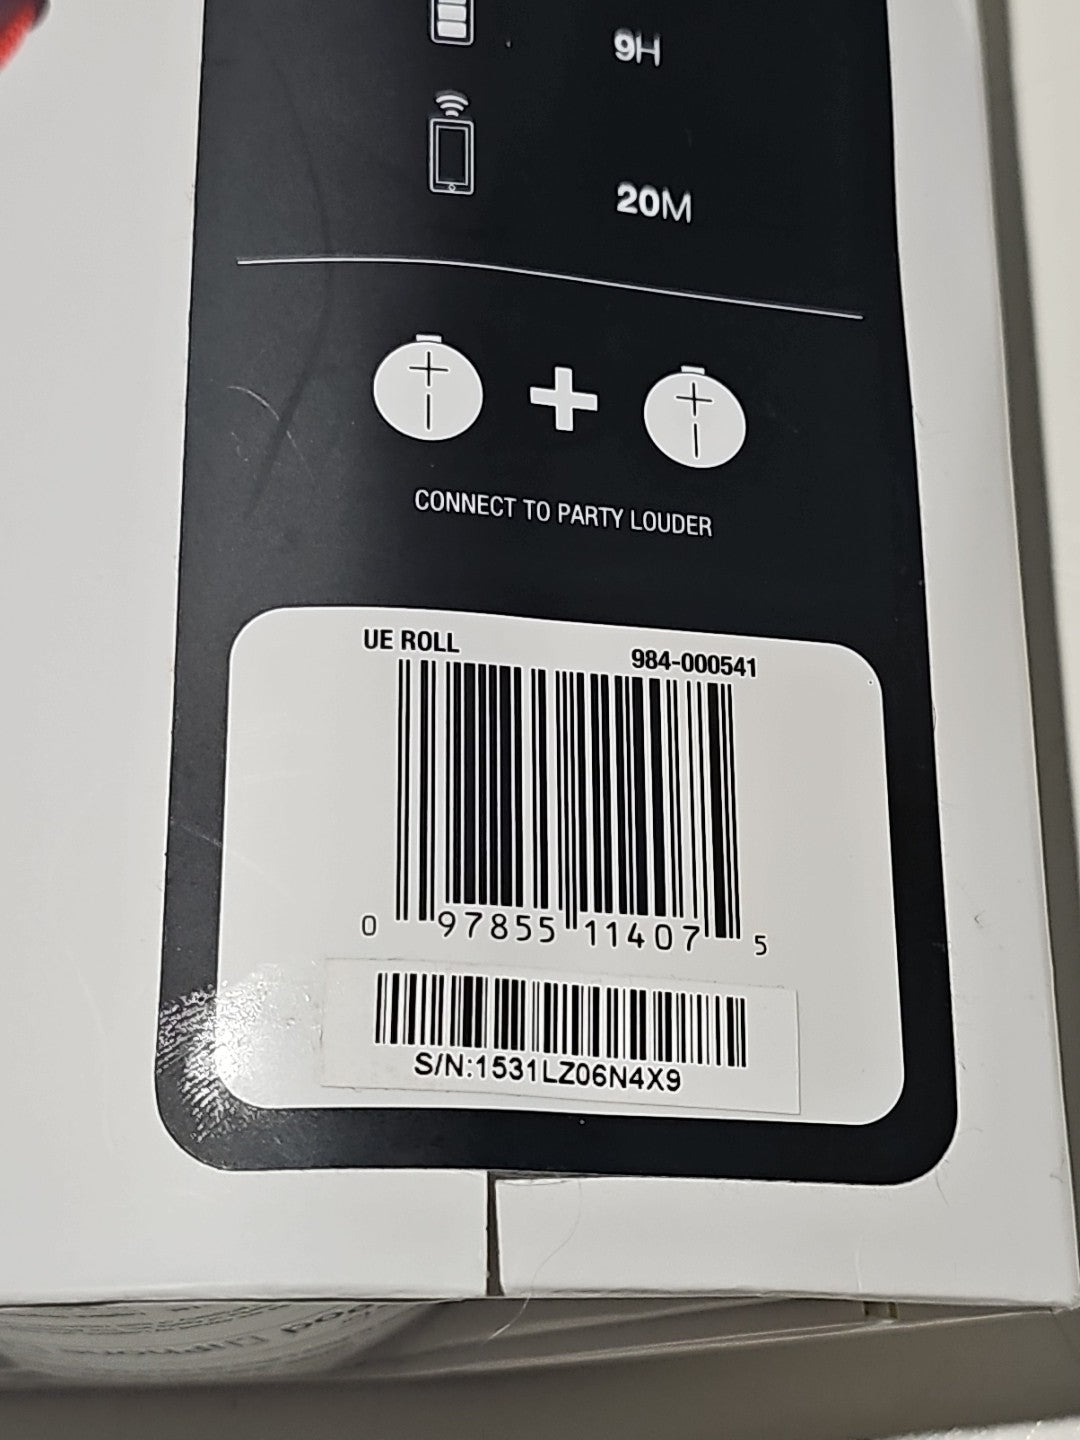 9H
20M
CONNECT TO PARTY LOUDER
UE ROLL 984-000541
0 97855 11407 5
S/N:1531LZ06N4X9